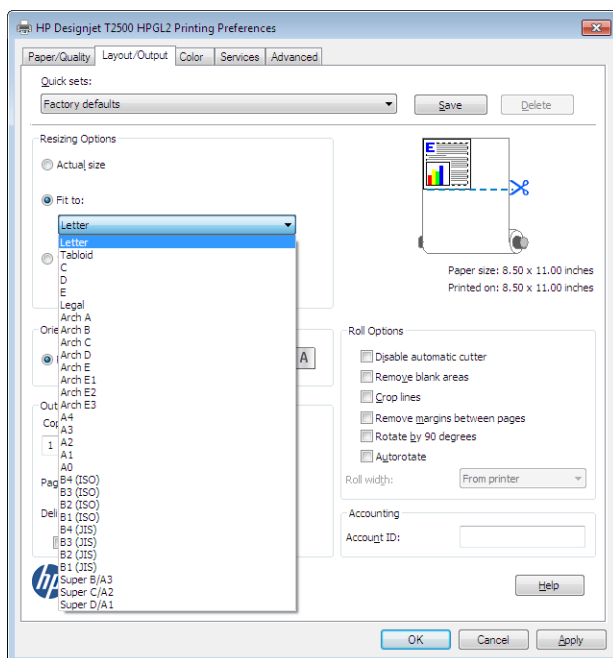 HP Designjet T2500 HPGL2 Printing Preferences
Paper/Quality Layout/Output Color Services Advanced
Quick sets:
Factory defaults Save Delete
Resizing Options
Actual size
Fit to:
Letter
Letter
Tabloid
C
D
E
Legal
Arch A
Arch B
Arch C
Arch D
Arch E
Arch E1
Arch E2
Arch E3
A4
A3
A2
A1
A0
B4 (ISO)
B3 (ISO)
B2 (ISO)
B1 (ISO)
B4 (JIS)
B3 (JIS)
B2 (JIS)
B1 (JIS)
Super B/A3
Super C/A2
Super D/A1
E
Paper size: 8.50 x 11.00 inches
Printed on: 8.50 x 11.00 inches
A
1
hp
Roll Options
Disable automatic cutter
Remove blank areas
Crop lines
Remove margins between pages
Rotate by 90 degrees
Autorotate
Roll width: From printer
Accounting
Account ID:
Help
OK Cancel Apply